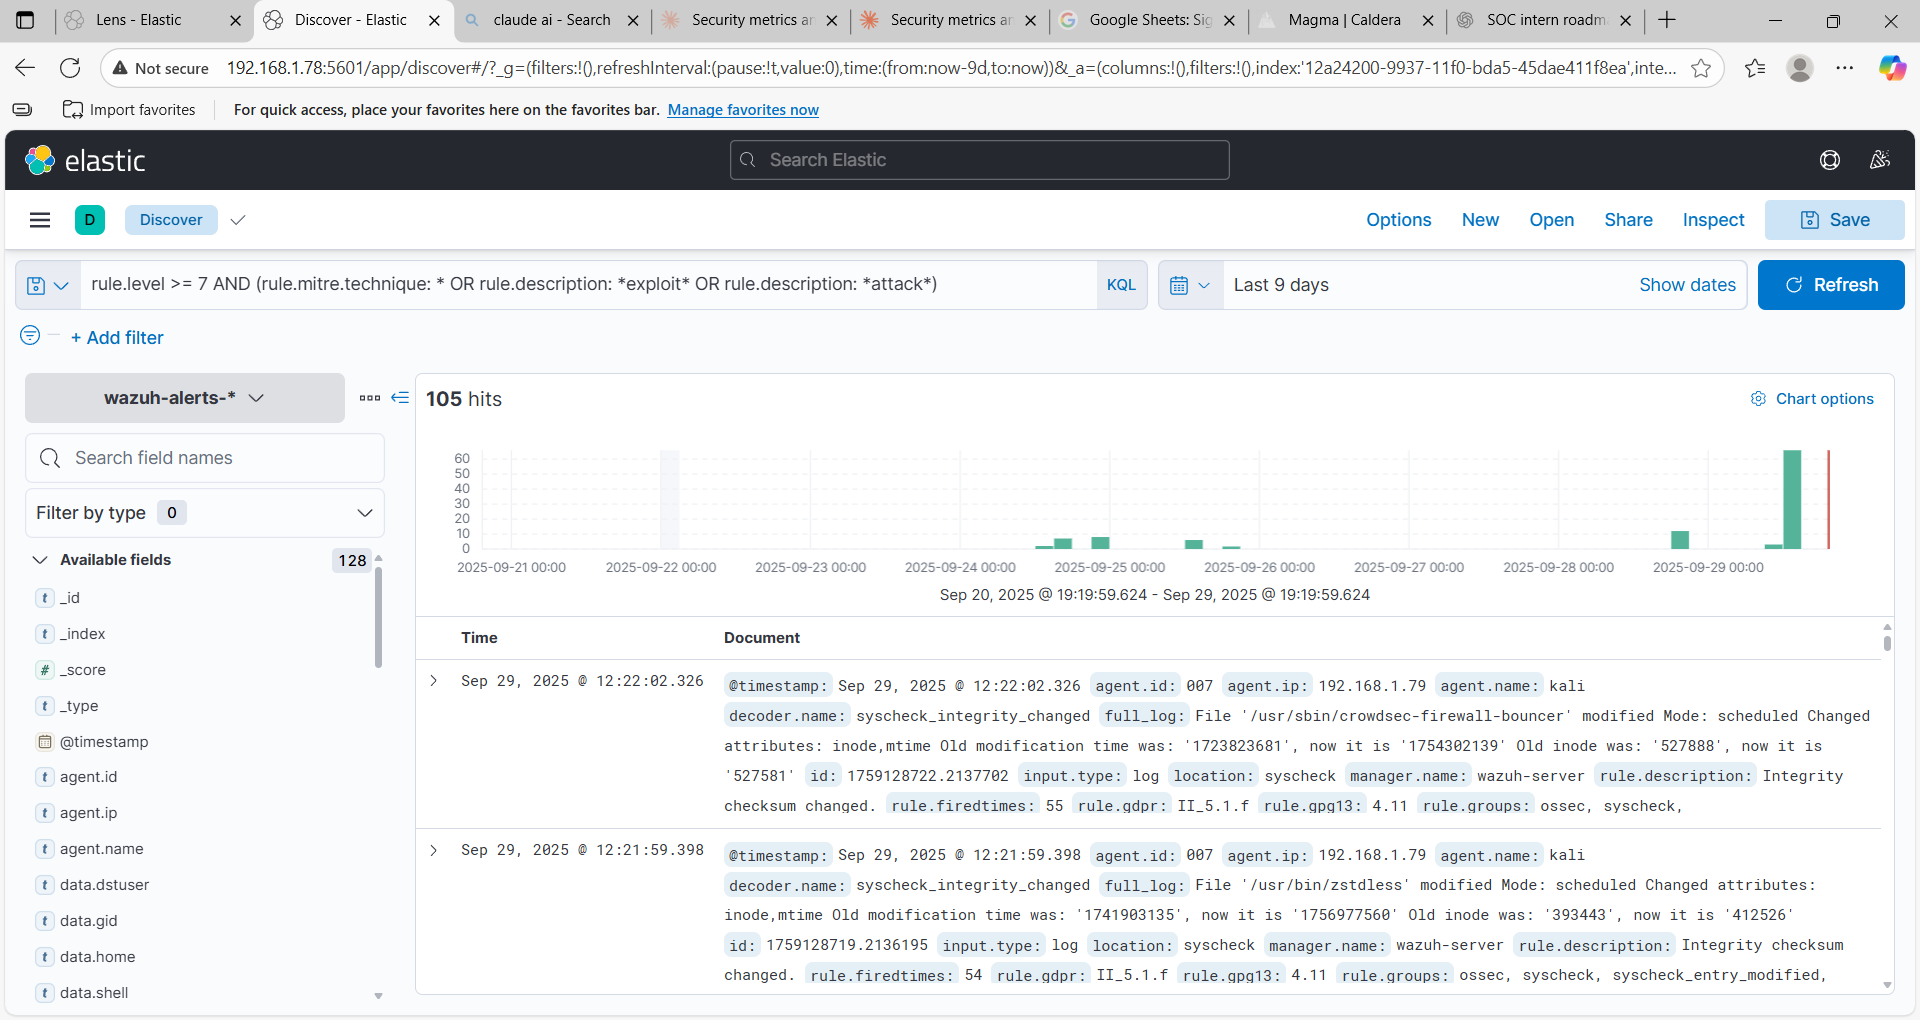 Lens - Elastic
Discover - Elastic
claude ai - Search
Security metrics an
Security metrics an
Google Sheets: Sig
Magma | Caldera
SOC intern roadm
Not secure 192.168.1.78:5601/app/discover#/?_g=(filters:!(),refreshInterval:(pause:!t,value:0),time:(from:now-9d,to:now))&_a=(columns:!(),filters:!(),index:'12a24200-9937-11f0-bda5-45dae411f8ea',inte...
Import favorites For quick access, place your favorites here on the favorites bar. Manage favorites now
elastic
Search Elastic
D Discover Options New Open Share Inspect Save
rule.level >= 7 AND (rule.mitre.technique: * OR rule.description: *exploit* OR rule.description: *attack*) KQL Last 9 days Show dates Refresh
+ Add filter
wazuh-alerts-*
Search field names
Filter by type 0
Available fields 128
t _id
t _index
# _score
t _type
@timestamp
t agent.id
t agent.ip
t agent.name
t data.dstuser
t data.gid
t data.home
t data.shell
105 hits Chart options
60
50
40
30
20
10
0
2025-09-21 00:00 2025-09-22 00:00 2025-09-23 00:00 2025-09-24 00:00 2025-09-25 00:00 2025-09-26 00:00 2025-09-27 00:00 2025-09-28 00:00 2025-09-29 00:00
Sep 20, 2025 @ 19:19:59.624 - Sep 29, 2025 @ 19:19:59.624
Time Document
Sep 29, 2025 @ 12:22:02.326 @timestamp: Sep 29, 2025 @ 12:22:02.326 agent.id: 007 agent.ip: 192.168.1.79 agent.name: kali
decoder.name: syscheck_integrity_changed full_log: File '/usr/sbin/crowdsec-firewall-bouncer' modified Mode: scheduled Changed
attributes: inode,mtime Old modification time was: '1723823681', now it is '1754302139' Old inode was: '527888', now it is
'527581' id: 1759128722.2137702 input.type: log location: syscheck manager.name: wazuh-server rule.description: Integrity
checksum changed. rule.firedtimes: 55 rule.gdpr: II_5.1.f rule.gpg13: 4.11 rule.groups: ossec, syscheck,
Sep 29, 2025 @ 12:21:59.398 @timestamp: Sep 29, 2025 @ 12:21:59.398 agent.id: 007 agent.ip: 192.168.1.79 agent.name: kali
decoder.name: syscheck_integrity_changed full_log: File '/usr/bin/zstdless' modified Mode: scheduled Changed attributes:
inode,mtime Old modification time was: '1741903135', now it is '1756977560' Old inode was: '393443', now it is '412526'
id: 1759128719.2136195 input.type: log location: syscheck manager.name: wazuh-server rule.description: Integrity checksum
changed. rule.firedtimes: 54 rule.gdpr: II_5.1.f rule.gpg13: 4.11 rule.groups: ossec, syscheck, syscheck_entry_modified,